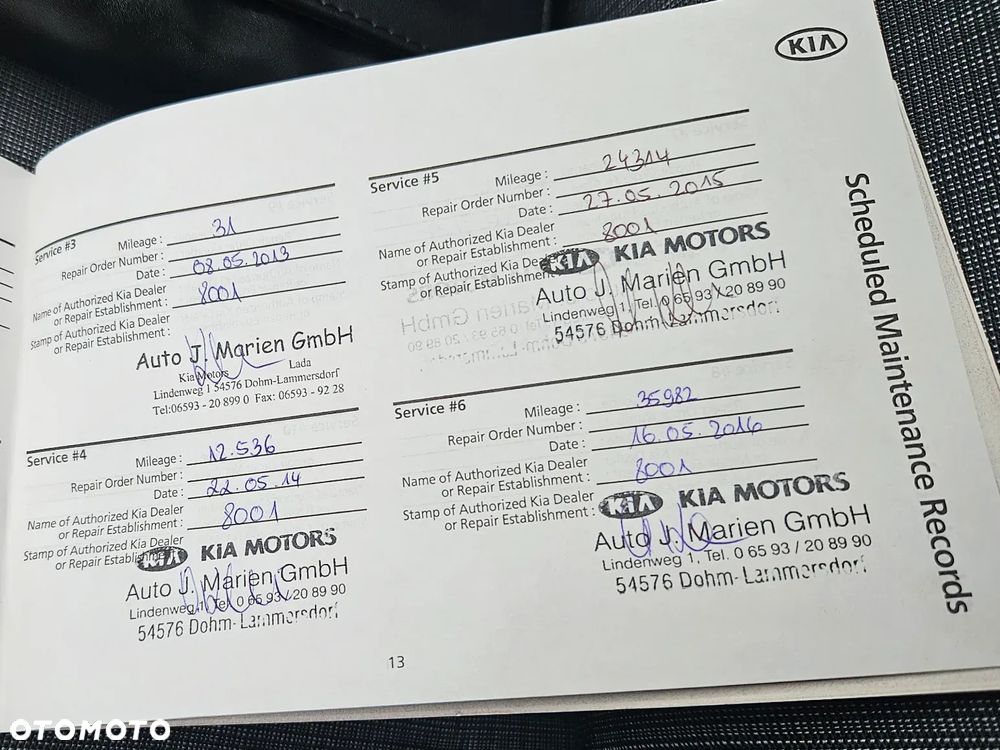 KIA
Scheduled Maintenance Records
Service #3
Mileage : 31
Repair Order Number :
Date : 08.05.2013
Name of Authorized Kia Dealer
or Repair Establishment : 8001
Stamp of Authorized Kia Dealer
or Repair Establishment :
Auto J. Marien GmbH
Kia Motors Lada
Lindenweg 1 54576 Dohm-Lammersdorf
Tel:06593 - 20 899 0 Fax: 06593 - 92 28
Service #4
Mileage : 12.536
Repair Order Number :
Date : 22.05.14
Name of Authorized Kia Dealer
or Repair Establishment : 8001
Stamp of Authorized Kia Dealer
or Repair Establishment :
KIA KIA MOTORS
Auto J. Marien GmbH
Lindenweg 1, Tel. 0 65 93 / 20 89 90
54576 Dohm-Lammersdorf
Service #5
Mileage : 24314
Repair Order Number :
Date : 27.05.2015
Name of Authorized Kia Dealer
or Repair Establishment : 8001
Stamp of Authorized Kia Dealer
or Repair Establishment :
KIA KIA MOTORS
Auto J. Marien GmbH
Lindenweg 1, Tel. 0 65 93 / 20 89 90
54576 Dohm-Lammersdorf
Service #6
Mileage : 35982
Repair Order Number :
Date : 16.05.2016
Name of Authorized Kia Dealer
or Repair Establishment : 8001
Stamp of Authorized Kia Dealer
or Repair Establishment :
KIA KIA MOTORS
Auto J. Marien GmbH
Lindenweg 1, Tel. 0 65 93 / 20 89 90
54576 Dohm-Lammersdorf
13
OTOMOTO